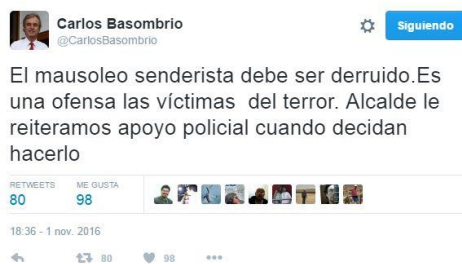 Carlos Basombrio
@CarlosBasombrio
Siguiendo
El mausoleo senderista debe ser derruido.Es
una ofensa las víctimas del terror. Alcalde le
reiteramos apoyo policial cuando decidan
hacerlo
RETWEETS ME GUSTA
80 98
18:36 - 1 nov. 2016
80 98